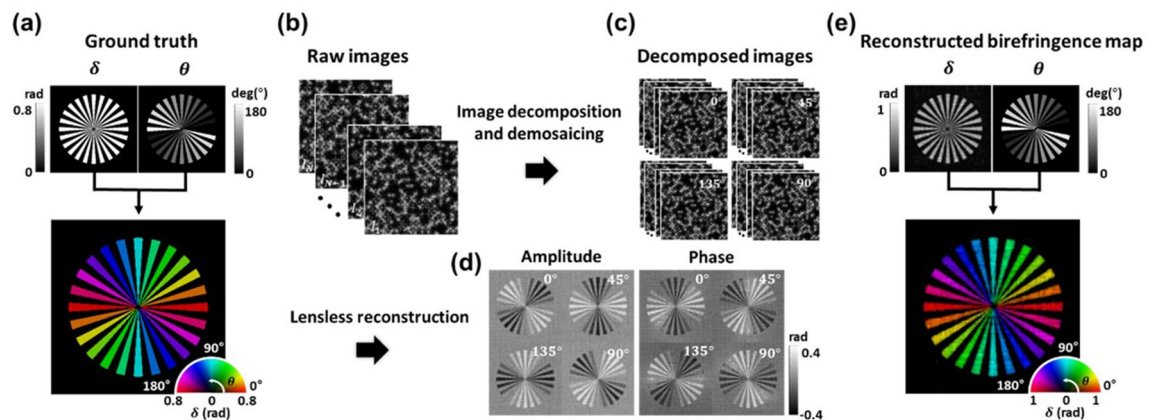 (a)
Ground truth
δ
θ
rad
0.8
0
deg(°)
180
0
90°
180°
0°
θ
0.8
0
0.8
δ (rad)
(b)
Raw images
Image decomposition
and demosaicing
(c)
Decomposed images
0°
45°
135°
90°
Lensless reconstruction
(d)
Amplitude
Phase
0°
45°
0°
45°
135°
90°
135°
90°
rad
0.4
-0.4
(e)
Reconstructed birefringence map
δ
θ
rad
1
0
deg(°)
180
0
90°
180°
0°
θ
1
0
1
δ (rad)